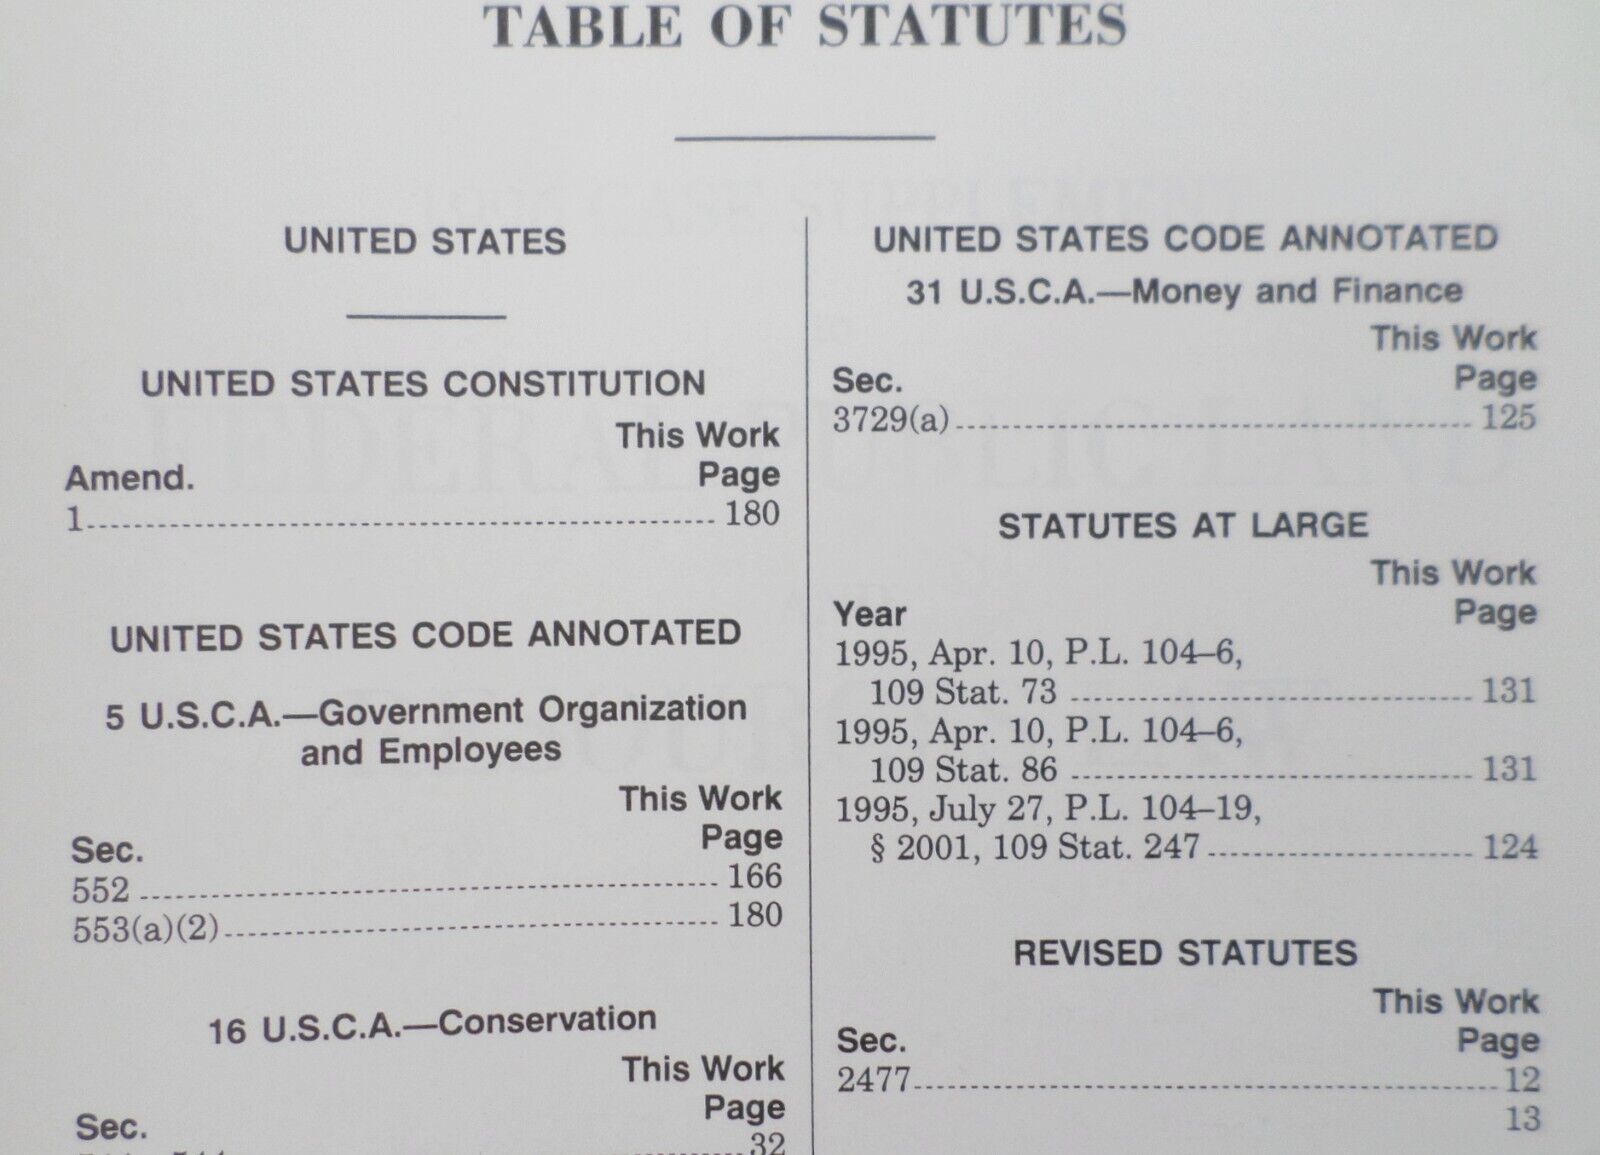 TABLE OF STATUTES
UNITED STATES
UNITED STATES CONSTITUTION
This Work
Amend. Page
1 180
UNITED STATES CODE ANNOTATED
5 U.S.C.A.—Government Organization
and Employees
This Work
Sec. Page
552 166
553(a)(2) 180
16 U.S.C.A.—Conservation
This Work
Sec. Page
32
UNITED STATES CODE ANNOTATED
31 U.S.C.A.—Money and Finance
This Work
Sec. Page
3729(a) 125
STATUTES AT LARGE
This Work
Year Page
1995, Apr. 10, P.L. 104–6,
109 Stat. 73 131
1995, Apr. 10, P.L. 104–6,
109 Stat. 86 131
1995, July 27, P.L. 104–19,
§ 2001, 109 Stat. 247 124
REVISED STATUTES
This Work
Sec. Page
2477 12
13